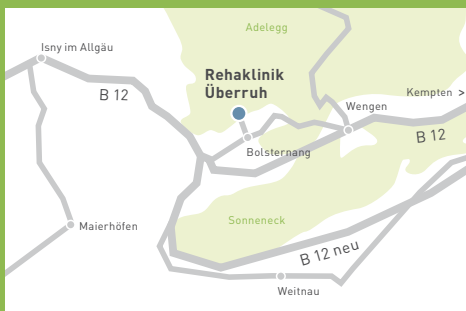 Adelegg
Isny im Allgäu
Rehaklinik
Überruh
B 12
Kempten >
Wengen
B 12
Bolsternang
Sonneneck
Maierhöfen
B 12 neu
Weitnau